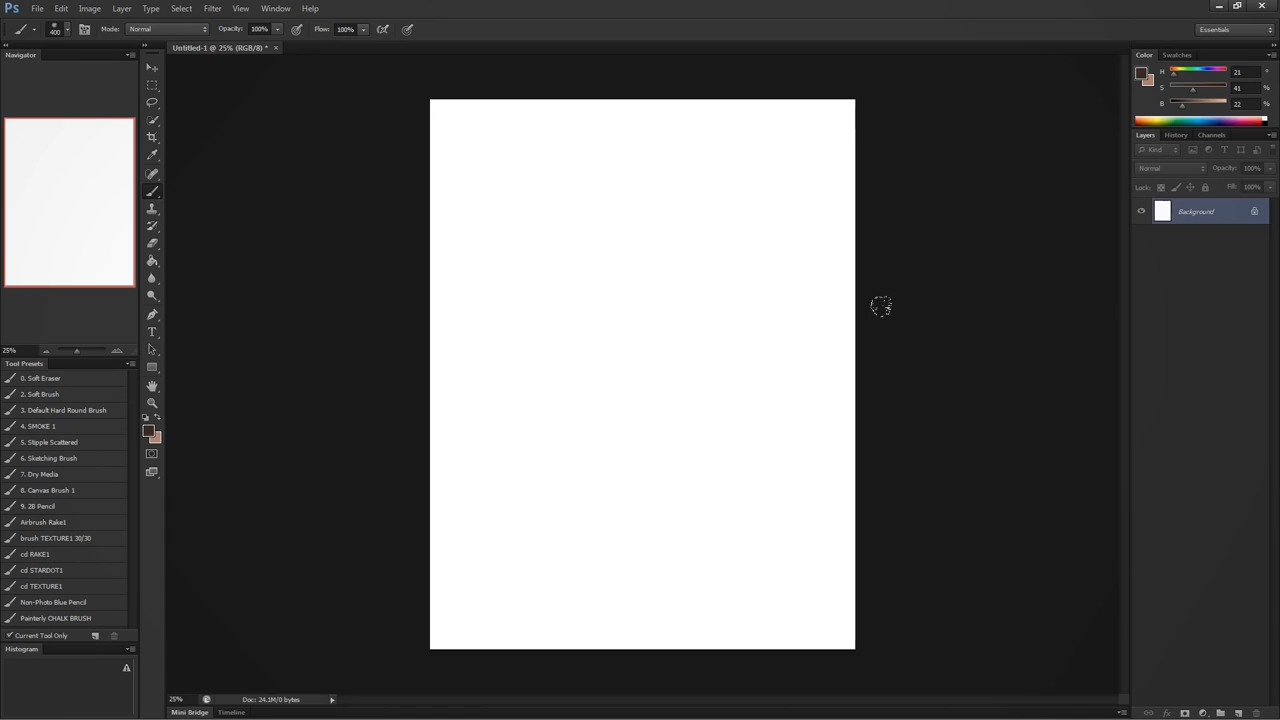 Ps File Edit Image Layer Type Select Filter View Window Help
400 Mode: Normal Opacity: 100% Flow: 100% Essentials
Untitled-1 @ 25% (RGB/8) * ×
Navigator
25%
Tool Presets
0. Soft Eraser
2. Soft Brush
3. Default Hard Round Brush
4. SMOKE 1
5. Stipple Scattered
6. Sketching Brush
7. Dry Media
8. Canvas Brush 1
9. 2B Pencil
Airbrush Rake1
brush TEXTURE1 30/30
cd RAKE1
cd STARDOT1
cd TEXTURE1
Non-Photo Blue Pencil
Painterly CHALK BRUSH
Current Tool Only
Histogram
25% Doc: 24.1M/0 bytes
Mini Bridge Timeline
Color Swatches
H 21 °
S 41 %
B 22 %
Layers History Channels
Kind
Normal Opacity: 100%
Lock: Fill: 100%
Background